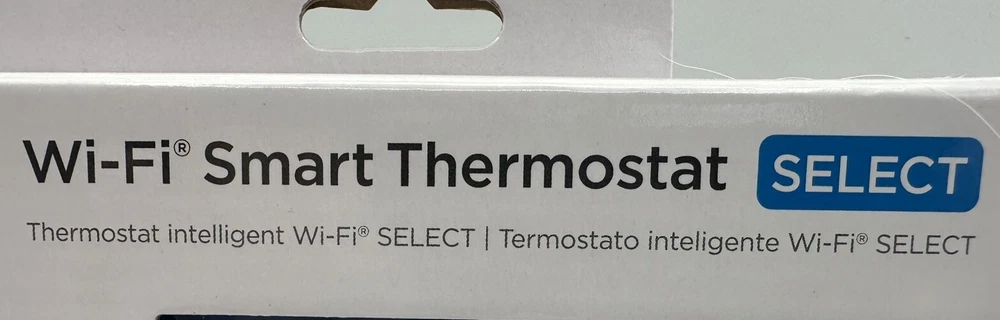 Wi-Fi® Smart Thermostat SELECT
Thermostat intelligent Wi-Fi® SELECT | Termostato inteligente Wi-Fi® SELECT